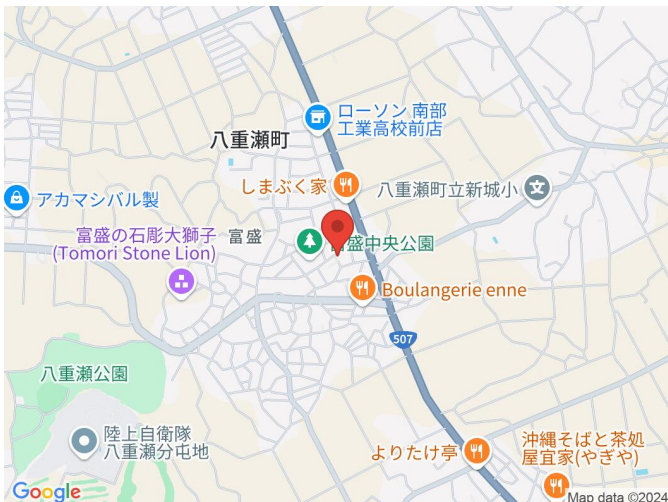 ローソン 南部
工業高校前店
八重瀬町
しまぶく家
八重瀬町立新城小
アカマシバル製
富盛の石彫大獅子
(Tomori Stone Lion)
富盛
富盛中央公園
Boulangerie enne
507
八重瀬公園
陸上自衛隊
八重瀬分屯地
よりたけ亭
沖縄そばと茶処
屋宜家(やぎや)
Google
Map data ©2024